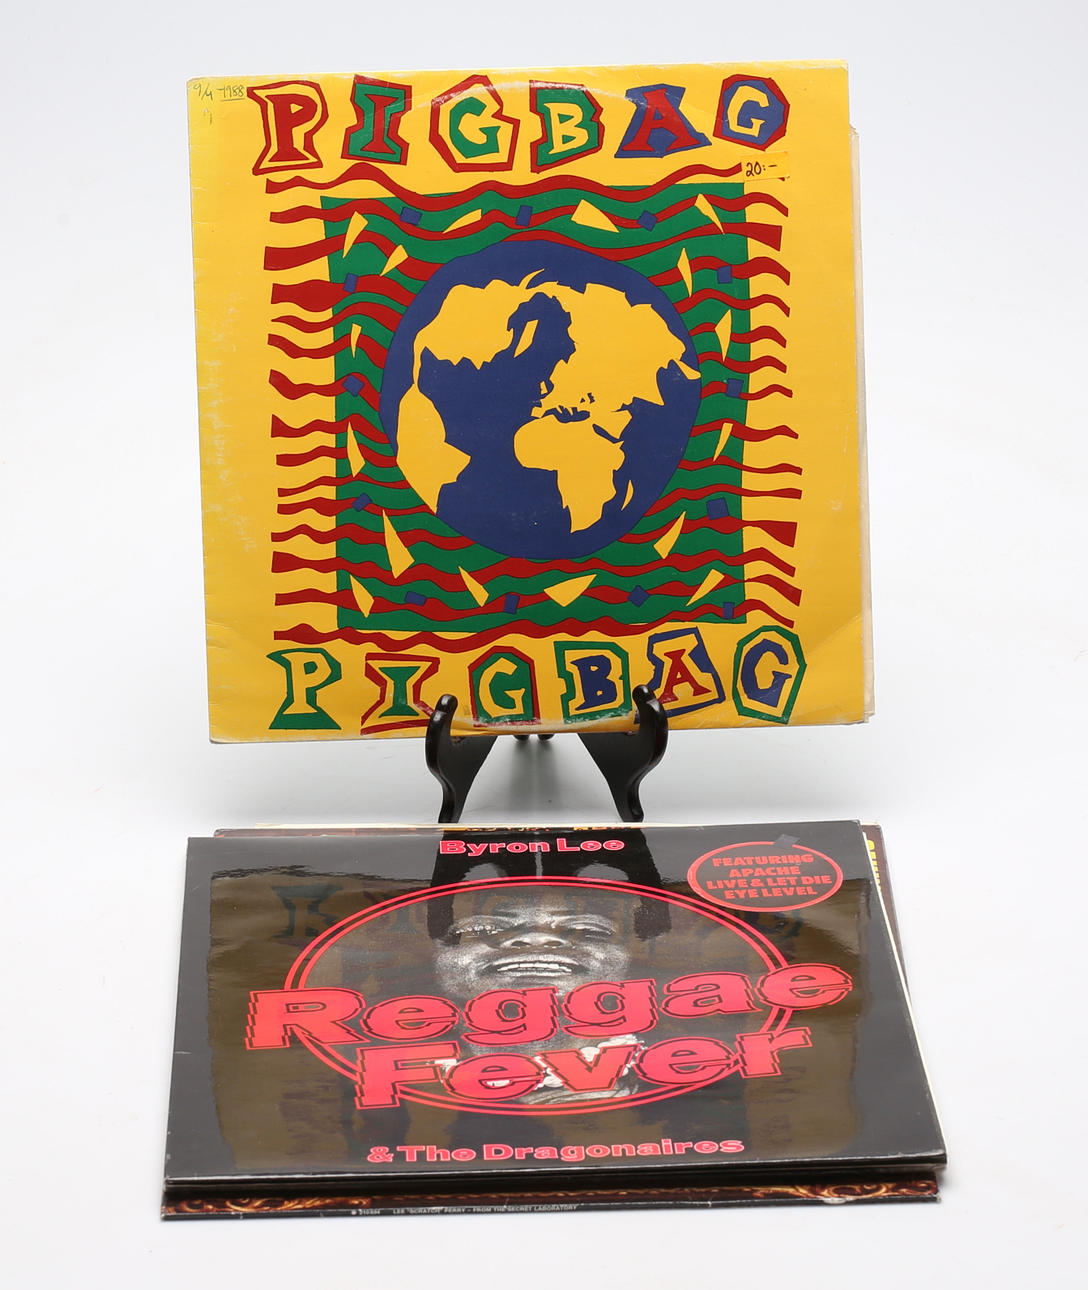 9/4 -1988
PIGBAG
20:-
PIGBAG
Byron Lee
FEATURING
APACHE
LIVE & LET DIE
EYE LEVEL
Reggae
Fever
& The Dragonaires
LEE "SCRATCH" PERRY - FROM THE SECRET LABORATORY